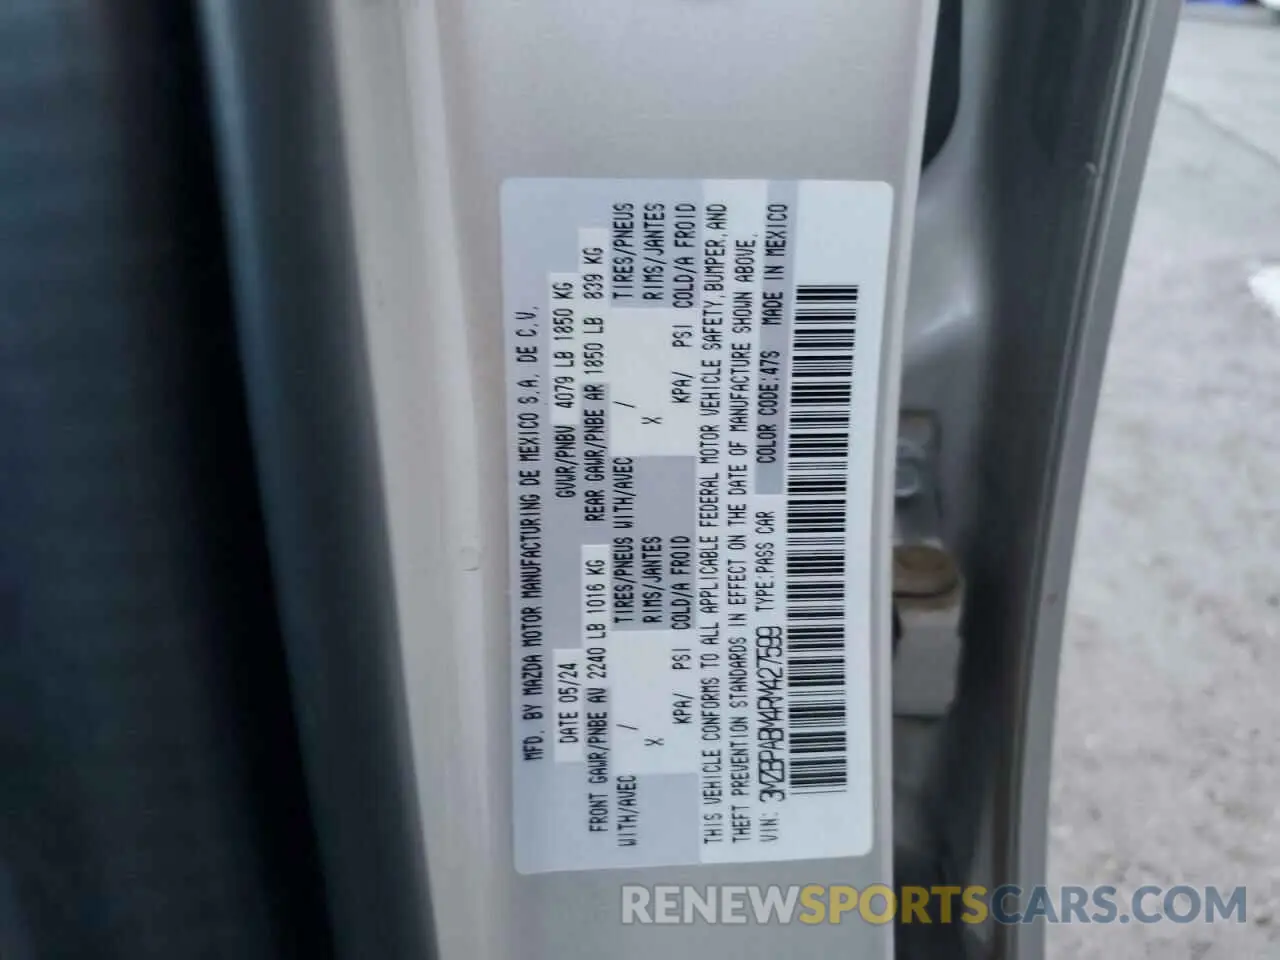 MFD. BY MAZDA MOTOR MANUFACTURING DE MEXICO S.A. DE C.V.
DATE 05/24 GVWR/PNBV 4079 LB 1850 KG
FRONT GAWR/PNBE AV 2240 LB 1016 KG REAR GAWR/PNBE AR 1850 LB 839 KG
WITH/AVEC / TIRES/PNEUS WITH/AVEC / TIRES/PNEUS
X RIMS/JANTES X RIMS/JANTES
KPA/ PSI COLD/A FROID KPA/ PSI COLD/A FROID
THIS VEHICLE CONFORMS TO ALL APPLICABLE FEDERAL MOTOR VEHICLE SAFETY, BUMPER, AND
THEFT PREVENTION STANDARDS IN EFFECT ON THE DATE OF MANUFACTURE SHOWN ABOVE.
VIN: 3MZBPABM4RM427599 TYPE:PASS CAR COLOR CODE:47S MADE IN MEXICO
RENEWSPORTSCARS.COM